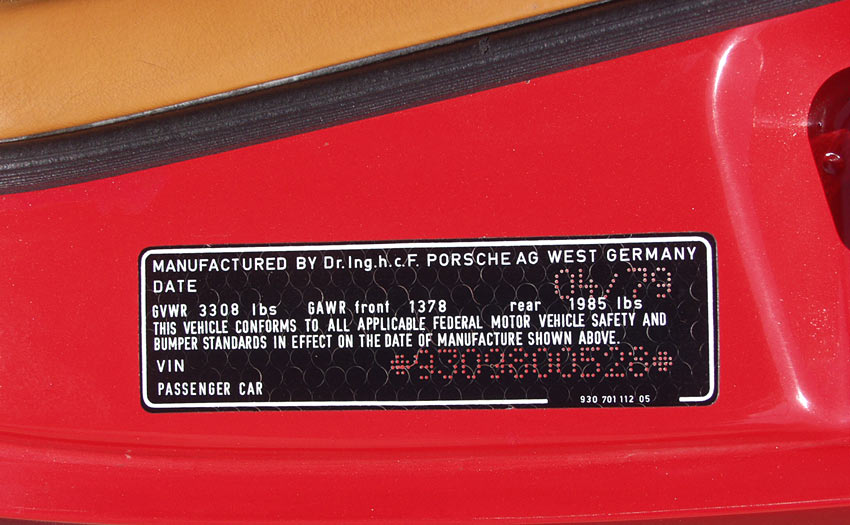 MANUFACTURED BY Dr.Ing.h.c.F. PORSCHE AG WEST GERMANY
DATE 04/79
GVWR 3308 lbs GAWR front 1378 rear 1985 lbs
THIS VEHICLE CONFORMS TO ALL APPLICABLE FEDERAL MOTOR VEHICLE SAFETY AND
BUMPER STANDARDS IN EFFECT ON THE DATE OF MANUFACTURE SHOWN ABOVE.
VIN *9309800528*
PASSENGER CAR
930 701 112 05